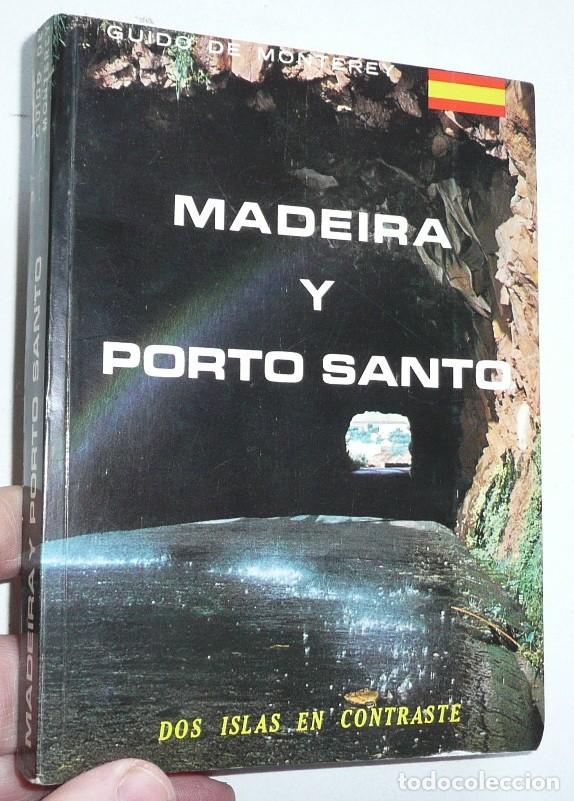 GUIDO DE MONTEREY
MADEIRA
Y
PORTO SANTO
DOS ISLAS EN CONTRASTE
MADEIRA Y PORTO SANTO
todocoleccion